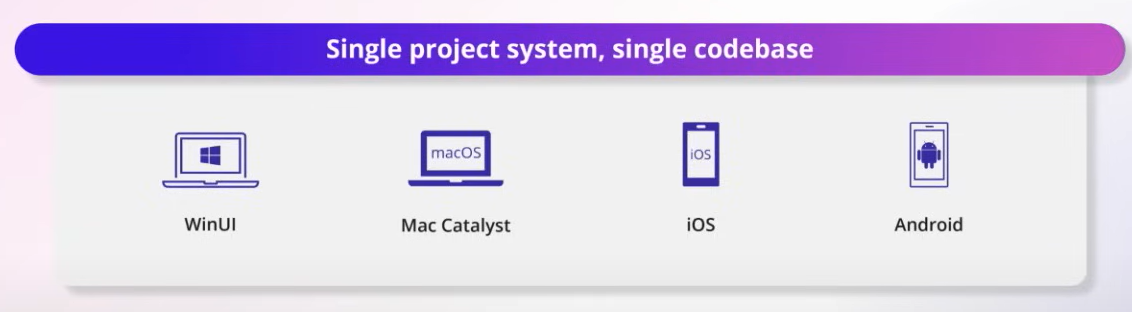 Single project system, single codebase
macOS
iOS
WinUI
Mac Catalyst
iOS
Android